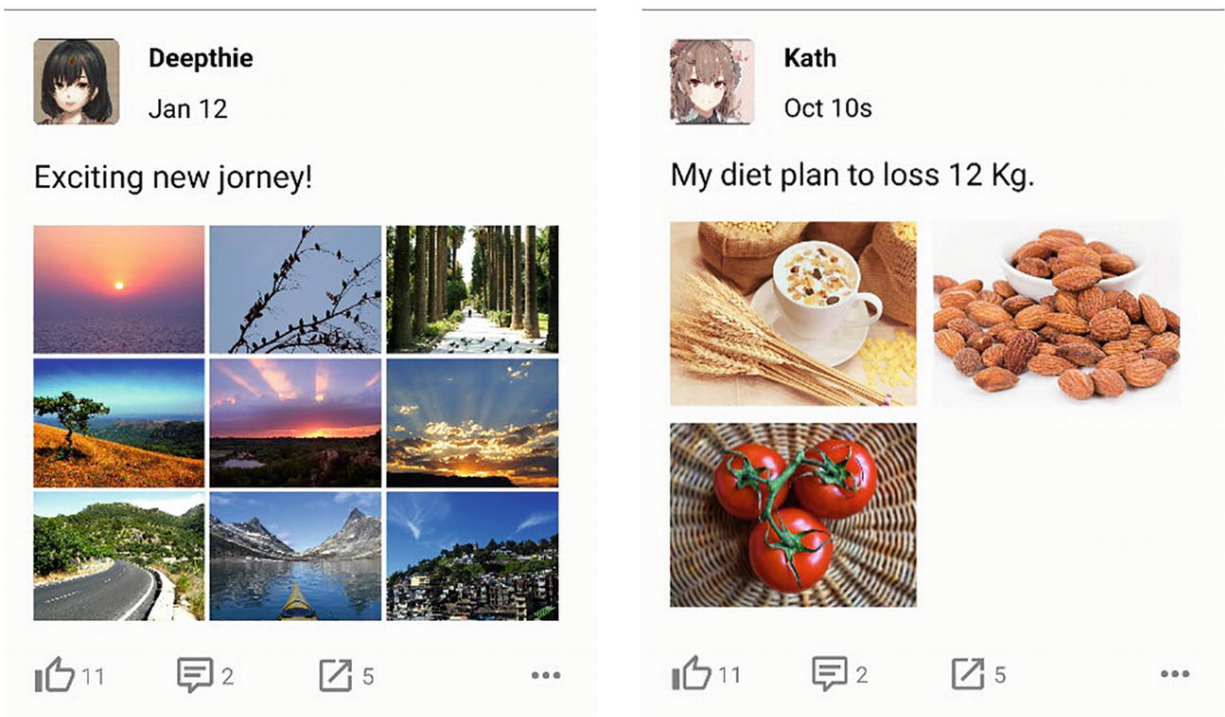 Deepthie
Jan 12
Exciting new jorney!
11 2 5
Kath
Oct 10s
My diet plan to loss 12 Kg.
11 2 5